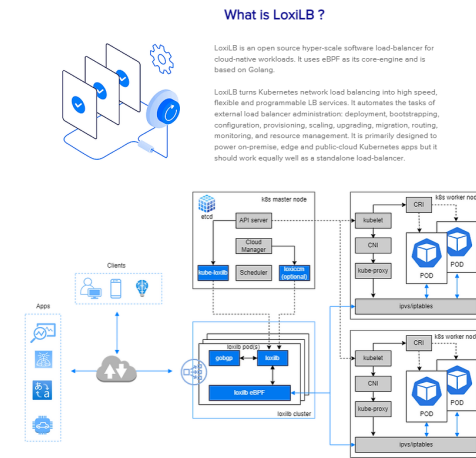 What is LoxiLB ?
LoxiLB is an open source hyper-scale software load-balancer for
cloud-native workloads. It uses eBPF as its core-engine and is
based on Golang.
LoxiLB turns Kubernetes network load balancing into high speed,
flexible and programmable LB services. It automates the tasks of
external load balancer administration: deployment, bootstrapping,
configuration, provisioning, scaling, upgrading, migration, routing,
monitoring, and resource management. It is primarily designed to
power on-premise, edge and public-cloud Kubernetes apps but it
should work equally well as a standalone load-balancer.
k8s master node
etcd
API server
Cloud
Manager
kube-loxilb
Scheduler
loxiccm
(optional)
k8s worker node
CRI
kubelet
CNI
kube-proxy
POD
POD
ipvs/iptables
Clients
Apps
loxilb pod(s)
gobgp
loxilb
loxilb eBPF
loxilb cluster
k8s worker node
CRI
kubelet
CNI
kube-proxy
POD
POD
ipvs/iptables